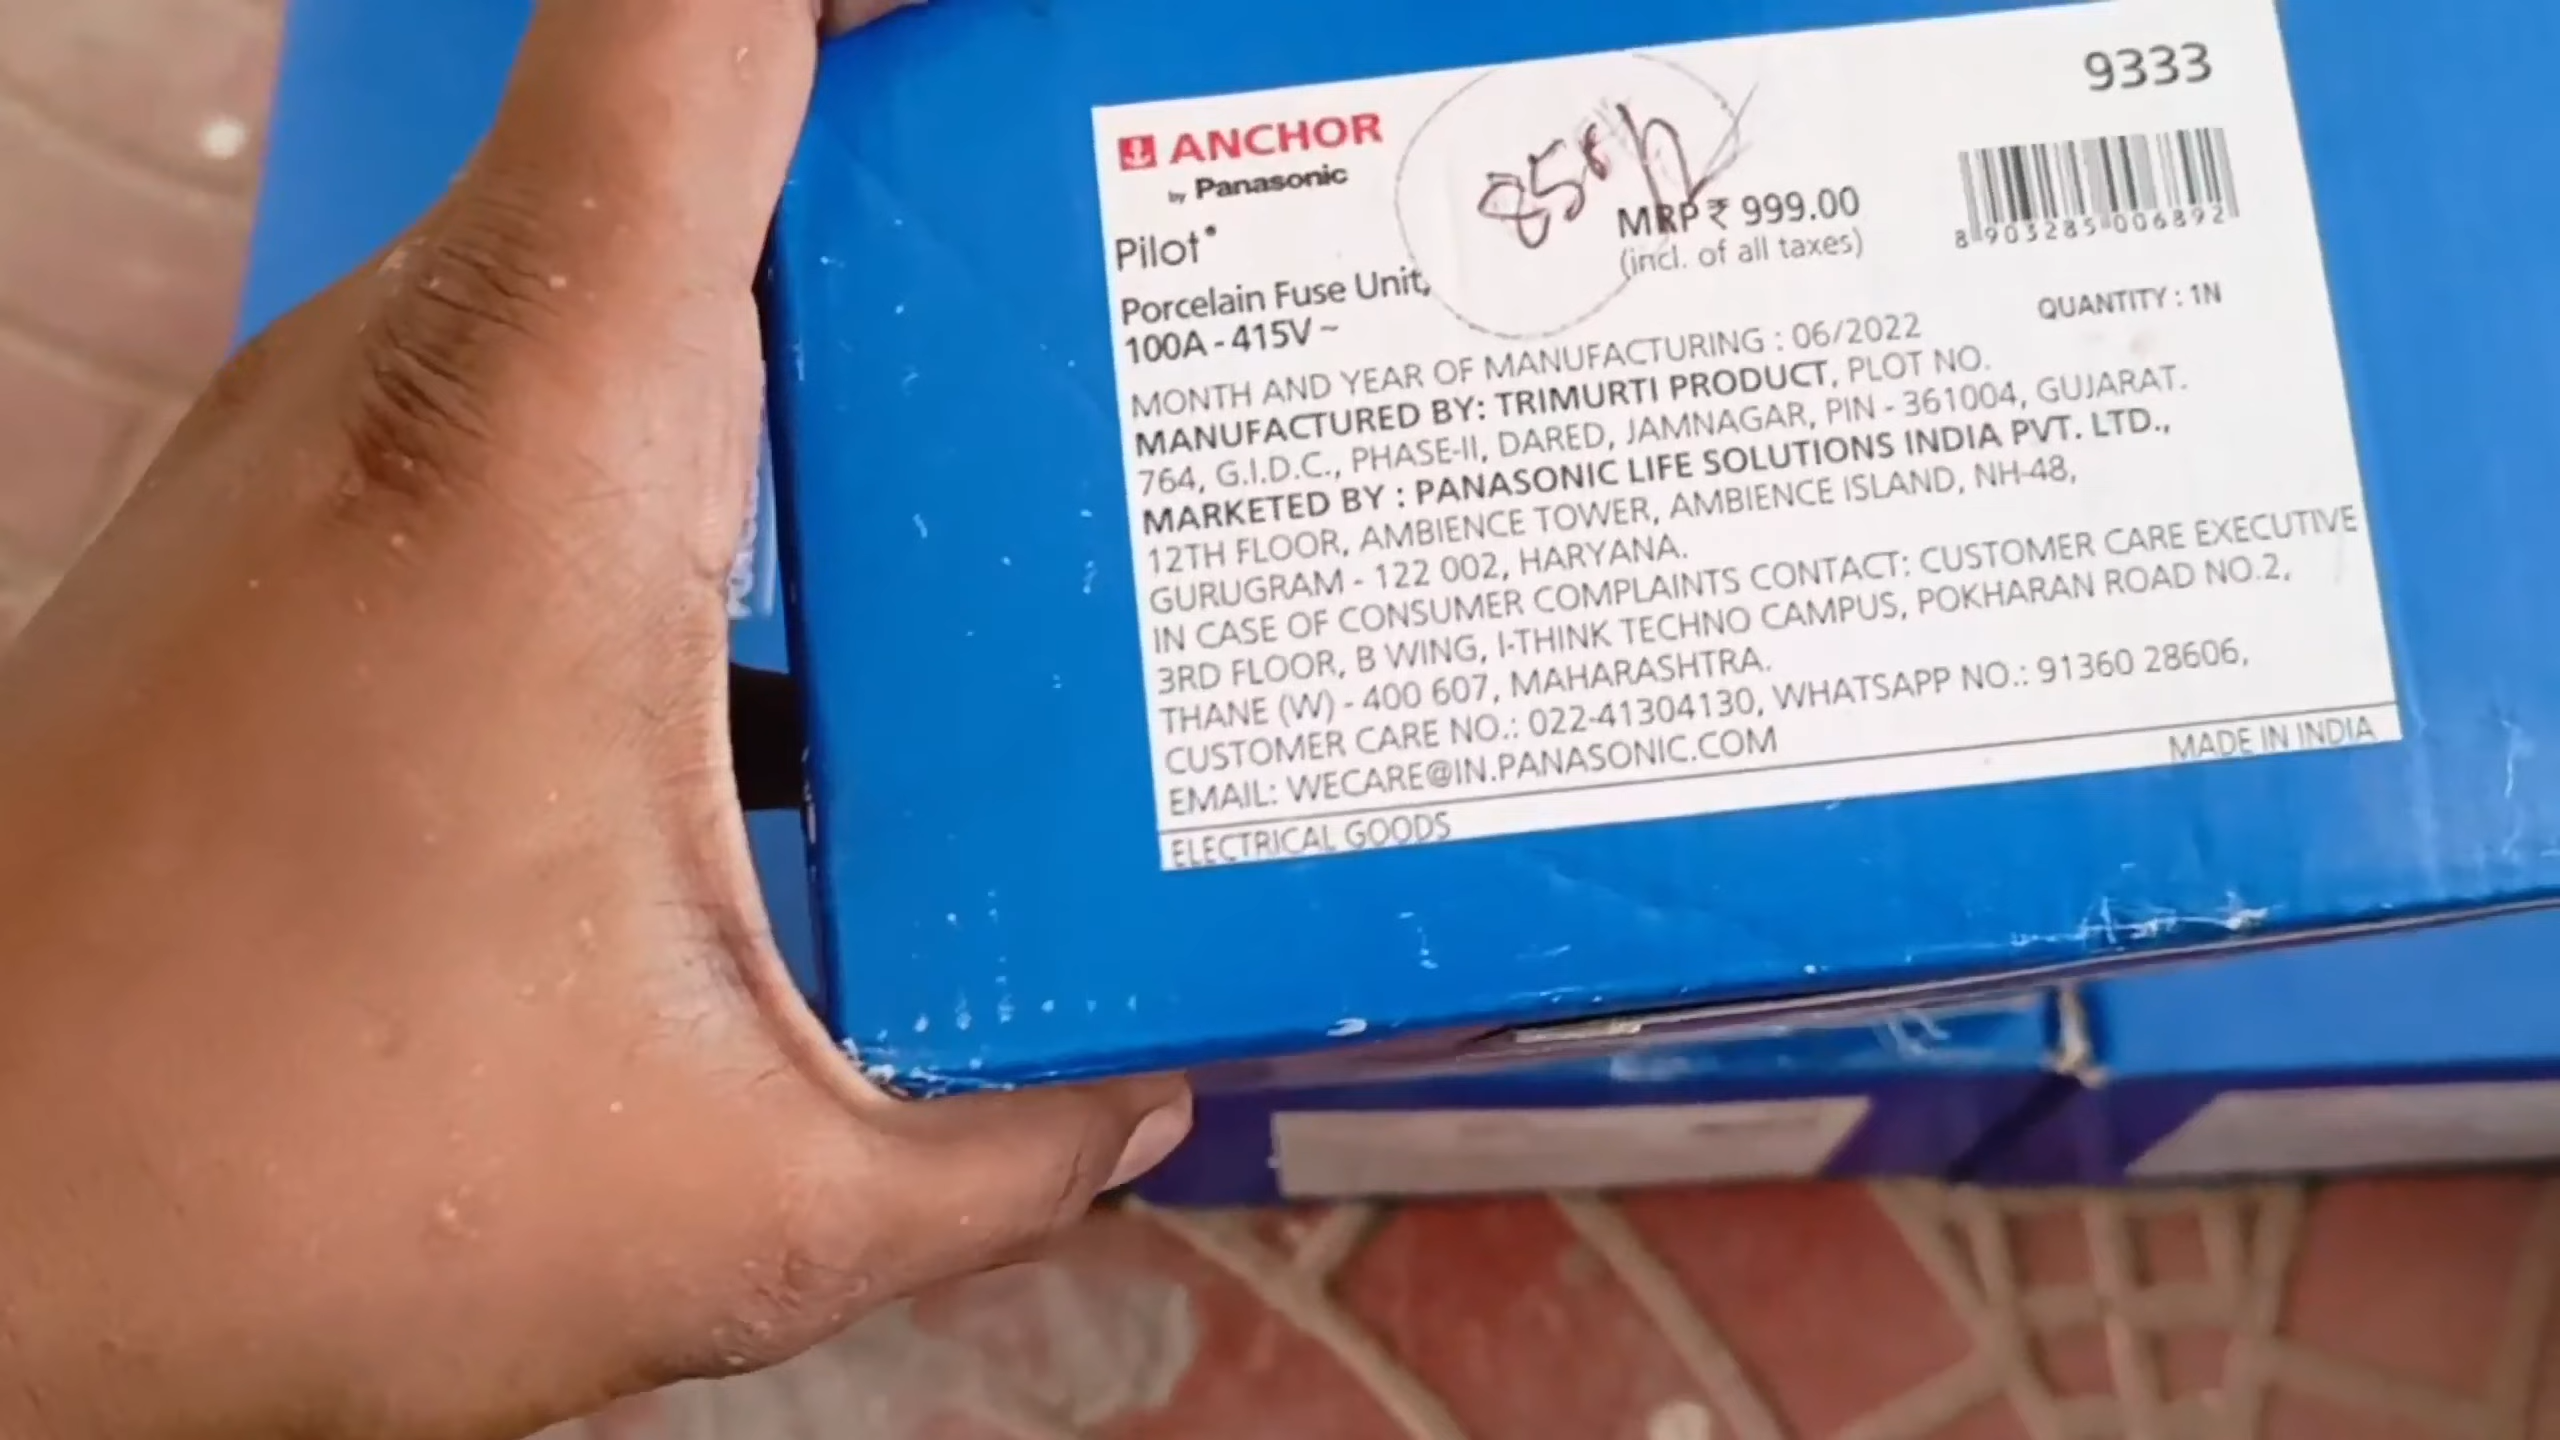 9333
ANCHOR
by Panasonic
Pilot
MRP ₹ 999.00
(incl. of all taxes)
8 903285 006892
Porcelain Fuse Unit,
100A - 415V ~
QUANTITY : 1N
MONTH AND YEAR OF MANUFACTURING : 06/2022
MANUFACTURED BY: TRIMURTI PRODUCT, PLOT NO.
764, G.I.D.C., PHASE-II, DARED, JAMNAGAR, PIN - 361004, GUJARAT.
MARKETED BY : PANASONIC LIFE SOLUTIONS INDIA PVT. LTD.,
12TH FLOOR, AMBIENCE TOWER, AMBIENCE ISLAND, NH-48,
GURUGRAM - 122 002, HARYANA.
IN CASE OF CONSUMER COMPLAINTS CONTACT: CUSTOMER CARE EXECUTIVE
3RD FLOOR, B WING, I-THINK TECHNO CAMPUS, POKHARAN ROAD NO.2,
THANE (W) - 400 607, MAHARASHTRA.
CUSTOMER CARE NO.: 022-41304130, WHATSAPP NO.: 91360 28606,
EMAIL: WECARE@IN.PANASONIC.COM
MADE IN INDIA
ELECTRICAL GOODS